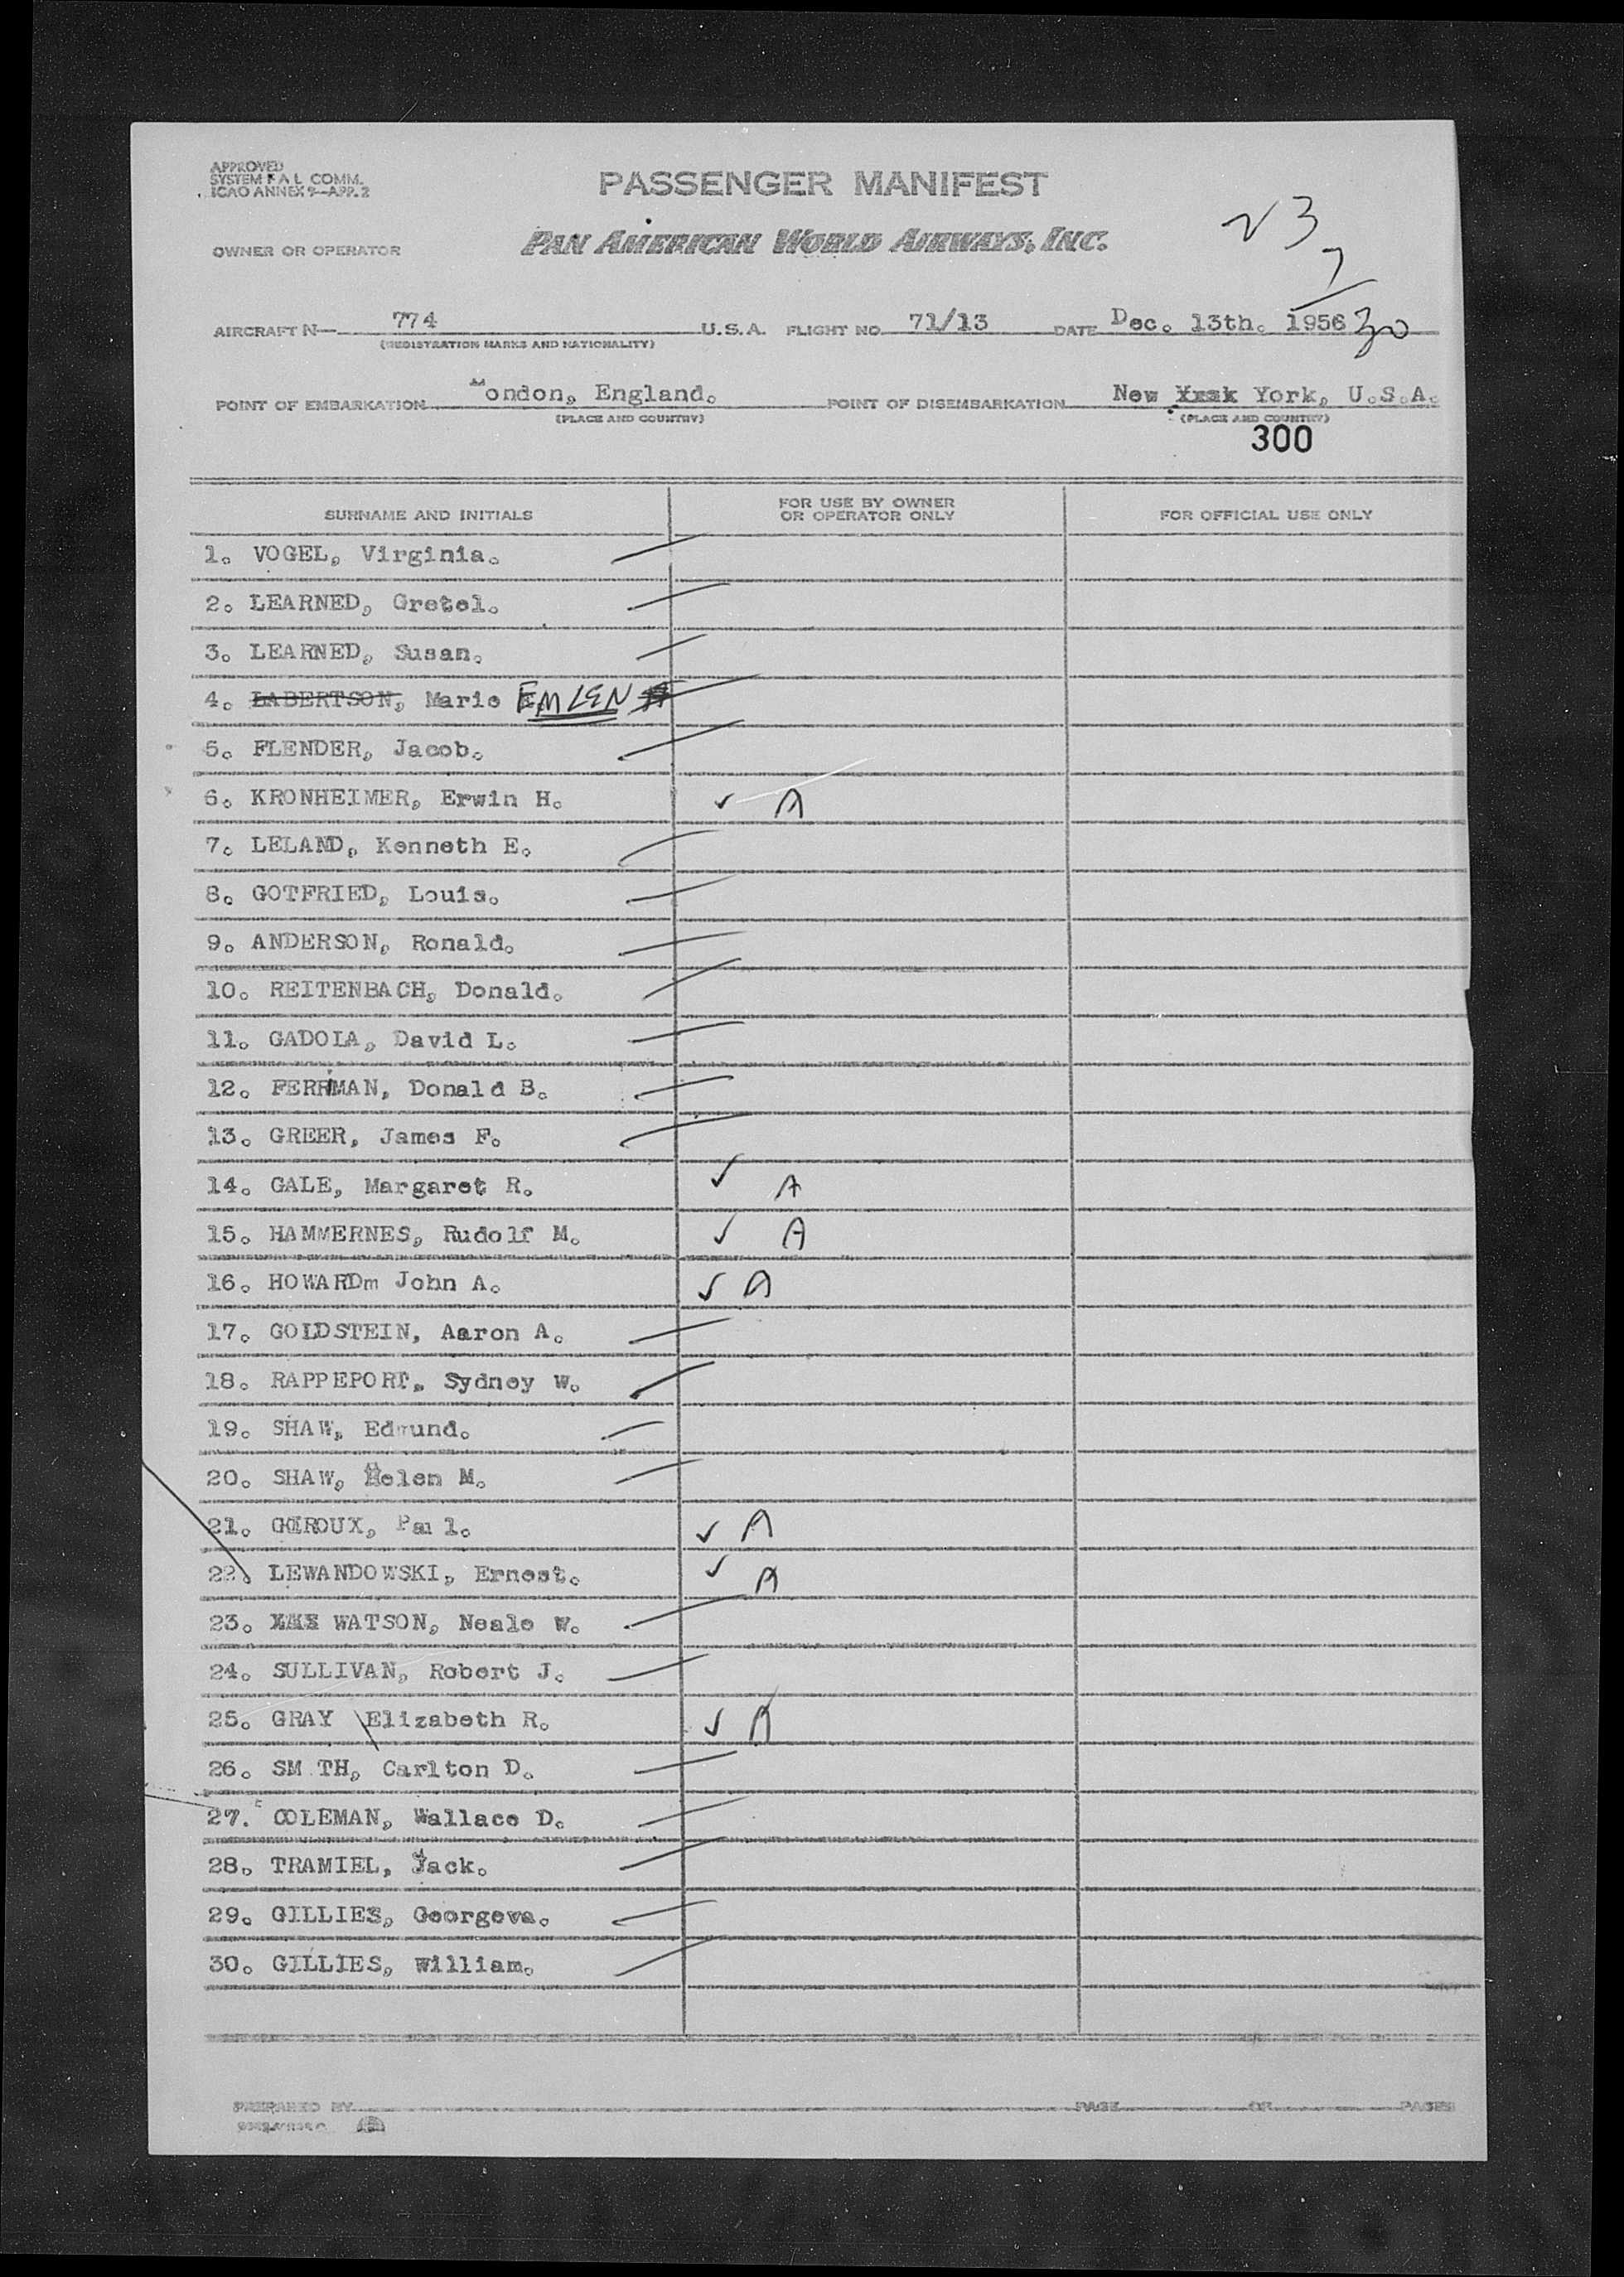 APPROVED
SYSTEM F A L COMM.
ICAO ANNEX 9—APP. 2
PASSENGER MANIFEST
23
OWNER OR OPERATOR PAN AMERICAN WORLD AIRWAYS, INC.
7
AIRCRAFT N— 774 U.S.A. FLIGHT NO. 71/13 DATE Dec. 13th. 1956 30
(REGISTRATION MARKS AND NATIONALITY)
POINT OF EMBARKATION London, England. POINT OF DISEMBARKATION New York, U.S.A.
(PLACE AND COUNTRY) (PLACE AND COUNTRY)
300
SURNAME AND INITIALS FOR USE BY OWNER OR OPERATOR ONLY FOR OFFICIAL USE ONLY
1. VOGEL, Virginia.
2. LEARNED, Gretel.
3. LEARNED, Susan.
4. LABERTSON, Marie EMLEN
5. FLENDER, Jacob.
6. KRONHEIMER, Erwin H. ✓ A
7. LELAND, Kenneth E.
8. GOTFRIED, Louis.
9. ANDERSON, Ronald.
10. REITENBACH, Donald.
11. GADOLA, David L.
12. FERRMAN, Donald B.
13. GREER, James F.
14. GALE, Margaret R. ✓ A
15. HAMMERNES, Rudolf M. ✓ A
16. HOWARDm John A. ✓ A
17. GOLDSTEIN, Aaron A.
18. RAPPEPORT, Sydney W.
19. SHAW, Edmund.
20. SHAW, Helen M.
21. GIROUX, Paul. ✓ A
22. LEWANDOWSKI, Ernest. ✓ A
23. WATSON, Neale W.
24. SULLIVAN, Robert J.
25. GRAY Elizabeth R. ✓ A
26. SM TH, Carlton D.
27. COLEMAN, Wallace D.
28. TRAMIEL, Jack.
29. GILLIES, Georgeva.
30. GILLIES, William.
PREPARED BY PAGE OF PAGES